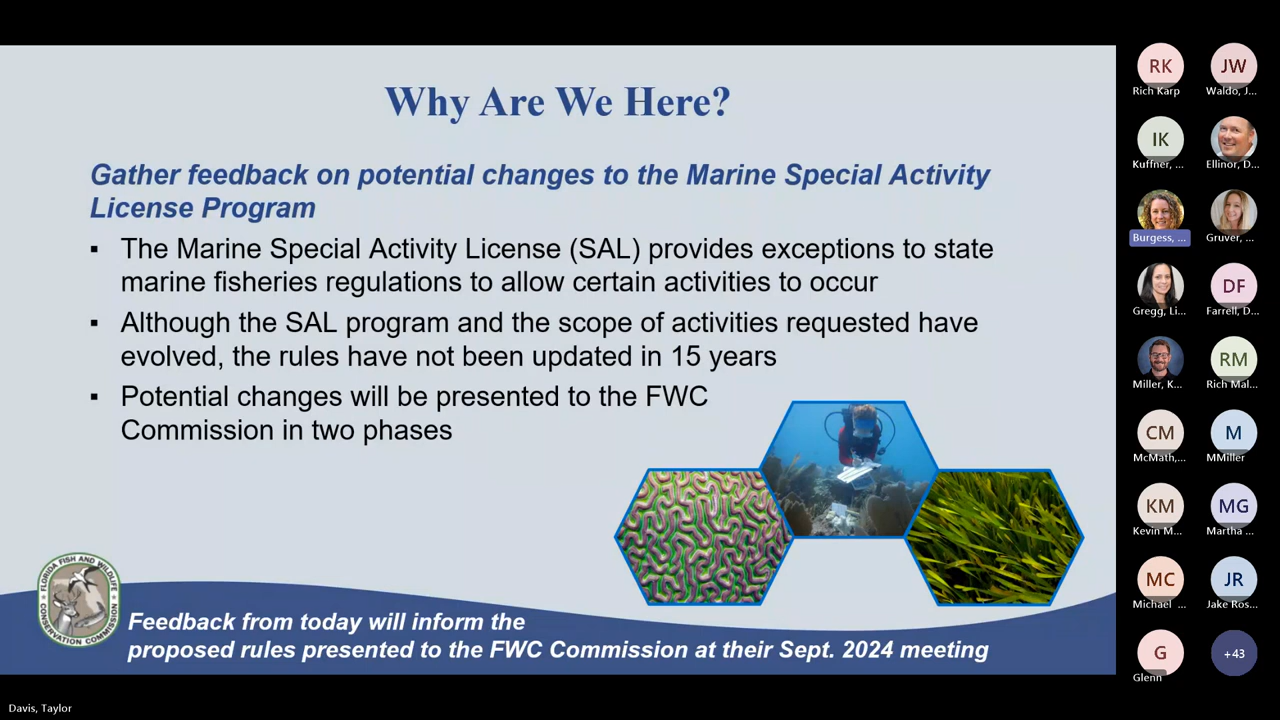 Why Are We Here?
Gather feedback on potential changes to the Marine Special Activity
License Program
▪ The Marine Special Activity License (SAL) provides exceptions to state
marine fisheries regulations to allow certain activities to occur
▪ Although the SAL program and the scope of activities requested have
evolved, the rules have not been updated in 15 years
▪ Potential changes will be presented to the FWC
Commission in two phases
FLORIDA FISH AND WILDLIFE
CONSERVATION COMMISSION
Feedback from today will inform the
proposed rules presented to the FWC Commission at their Sept. 2024 meeting
RK
Rich Karp
JW
Waldo, J...
IK
Kuffner, ...
Ellinor, D...
Burgess, ...
Gruver, ...
Gregg, Li...
DF
Farrell, D...
Miller, K...
RM
Rich Mal...
CM
McMath,...
M
MMiller
KM
Kevin M...
MG
Martha ...
MC
Michael ...
JR
Jake Ros...
G
Glenn
+43
Davis, Taylor